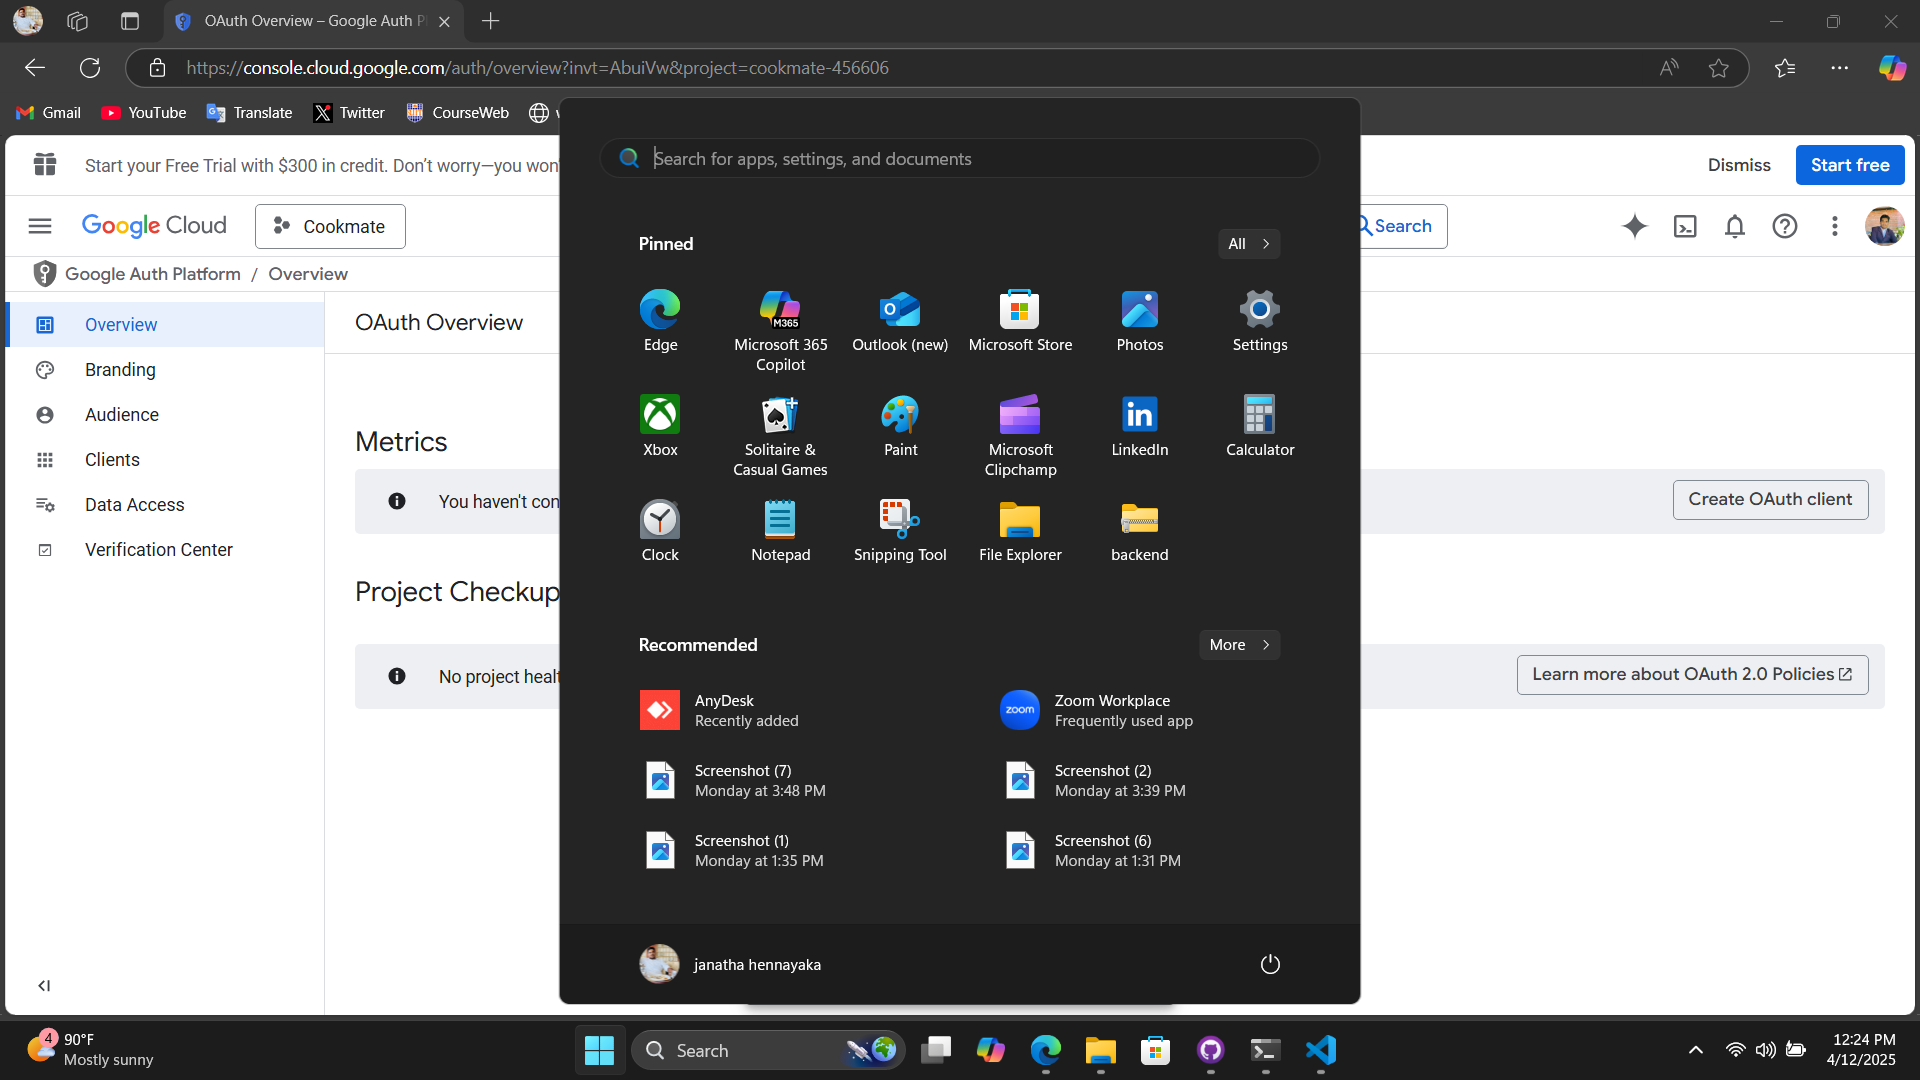 OAuth Overview – Google Auth P
https://console.cloud.google.com/auth/overview?invt=AbuiVw&project=cookmate-456606
Gmail
YouTube
Translate
Twitter
CourseWeb
Start your Free Trial with $300 in credit. Don’t worry—you won’
Dismiss
Start free
Google Cloud
Cookmate
Search
Google Auth Platform / Overview
Overview
Branding
Audience
Clients
Data Access
Verification Center
OAuth Overview
Metrics
You haven't con
Create OAuth client
Project Checkup
No project healt
Learn more about OAuth 2.0 Policies
Search for apps, settings, and documents
Pinned
All
Edge
Microsoft 365
Copilot
M365
Outlook (new)
Microsoft Store
Photos
Settings
Xbox
Solitaire &
Casual Games
Paint
Microsoft
Clipchamp
LinkedIn
in
Calculator
Clock
Notepad
Snipping Tool
File Explorer
backend
Recommended
More
AnyDesk
Recently added
zoom
Zoom Workplace
Frequently used app
Screenshot (7)
Monday at 3:48 PM
Screenshot (2)
Monday at 3:39 PM
Screenshot (1)
Monday at 1:35 PM
Screenshot (6)
Monday at 1:31 PM
janatha hennayaka
4
90°F
Mostly sunny
Search
12:24 PM
4/12/2025